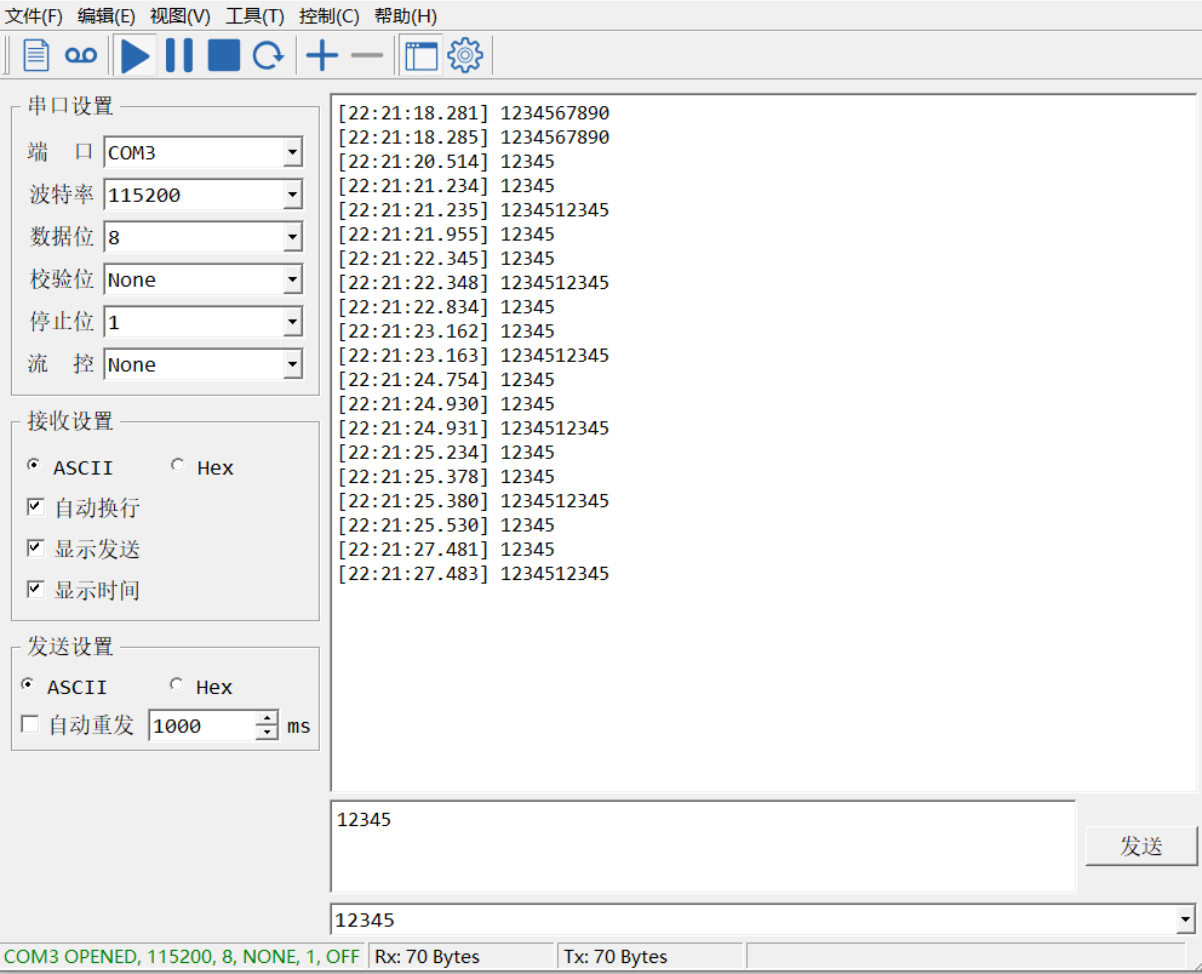 文件(F) 编辑(E) 视图(V) 工具(T) 控制(C) 帮助(H)
串口设置
端 口 COM3
波特率 115200
数据位 8
校验位 None
停止位 1
流 控 None
接收设置
ASCII Hex
自动换行
显示发送
显示时间
发送设置
ASCII Hex
自动重发 1000 ms
[22:21:18.281] 1234567890
[22:21:18.285] 1234567890
[22:21:20.514] 12345
[22:21:21.234] 12345
[22:21:21.235] 1234512345
[22:21:21.955] 12345
[22:21:22.345] 12345
[22:21:22.348] 1234512345
[22:21:22.834] 12345
[22:21:23.162] 12345
[22:21:23.163] 1234512345
[22:21:24.754] 12345
[22:21:24.930] 12345
[22:21:24.931] 1234512345
[22:21:25.234] 12345
[22:21:25.378] 12345
[22:21:25.380] 1234512345
[22:21:25.530] 12345
[22:21:27.481] 12345
[22:21:27.483] 1234512345
12345
发送
12345
COM3 OPENED, 115200, 8, NONE, 1, OFF Rx: 70 Bytes Tx: 70 Bytes